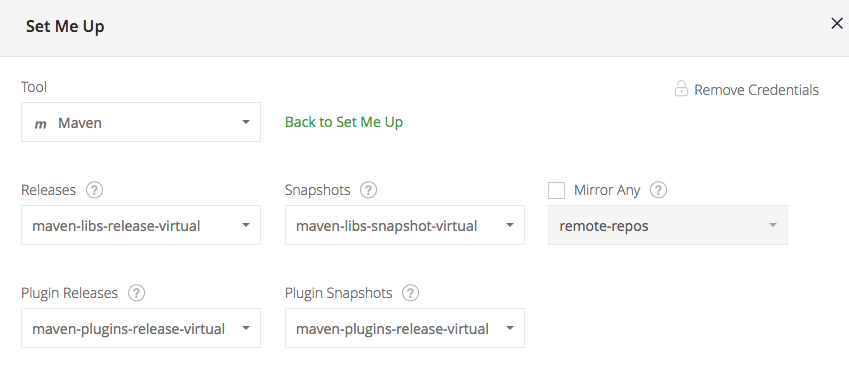 Set Me Up
Tool
Remove Credentials
m Maven
Back to Set Me Up
Releases ?
Snapshots ?
Mirror Any ?
maven-libs-release-virtual
maven-libs-snapshot-virtual
remote-repos
Plugin Releases ?
Plugin Snapshots ?
maven-plugins-release-virtual
maven-plugins-release-virtual